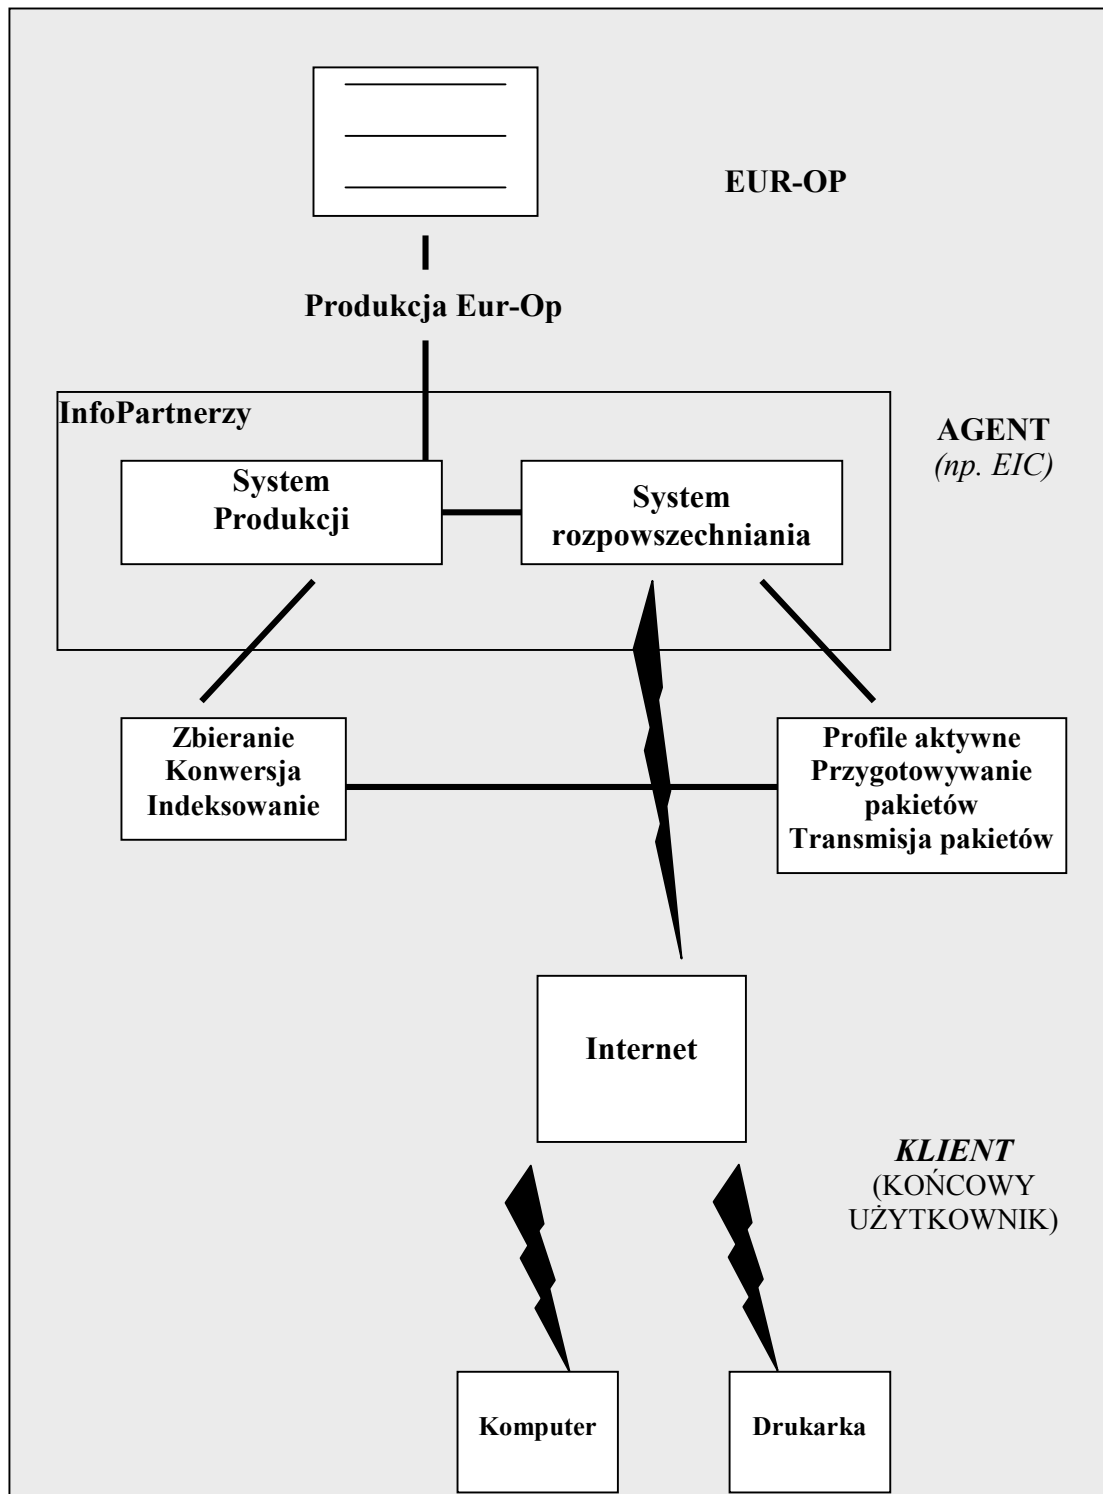 EUR-OP
Produkcja Eur-Op
InfoPartnerzy
AGENT
(np. EIC)
System
Produkcji
System
rozpowszechniania
Zbieranie
Konwersja
Indeksowanie
Profile aktywne
Przygotowywanie
pakietów
Transmisja pakietów
Internet
KLIENT
(KOŃCOWY
UŻYTKOWNIK)
Komputer
Drukarka